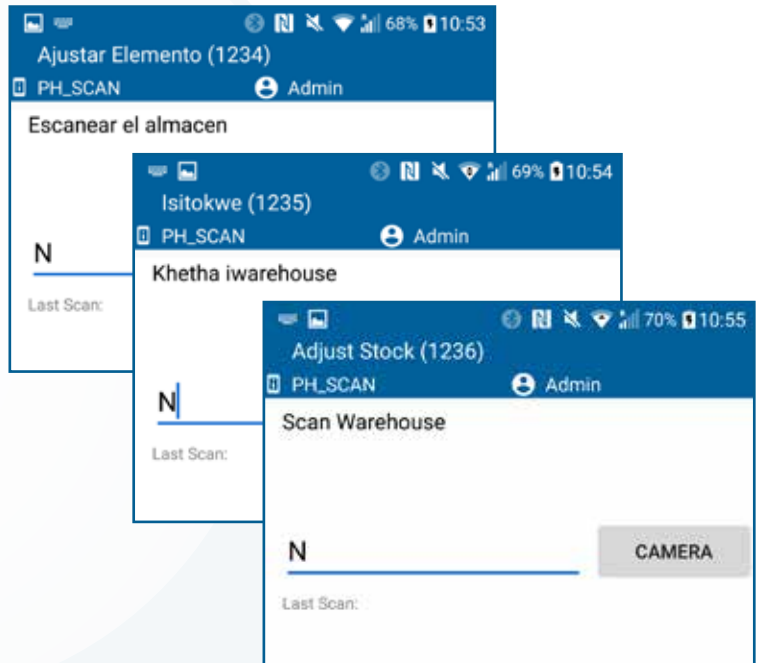 68% 10:53
Ajustar Elemento (1234)
PH_SCAN Admin
Escanear el almacen
N
Last Scan:
69% 10:54
Isitokwe (1235)
PH_SCAN Admin
Khetha iwarehouse
N
Last Scan:
70% 10:55
Adjust Stock (1236)
PH_SCAN Admin
Scan Warehouse
N CAMERA
Last Scan: